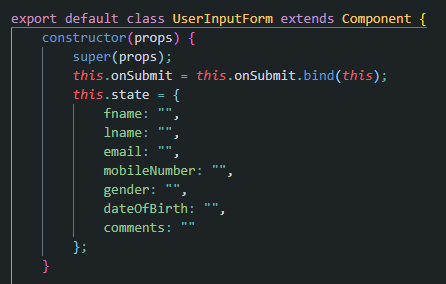 export default class UserInputForm extends Component {
    constructor(props) {
        super(props);
        this.onSubmit = this.onSubmit.bind(this);
        this.state = {
            fname: "",
            lname: "",
            email: "",
            mobileNumber: "",
            gender: "",
            dateOfBirth: "",
            comments: ""
        };
    }